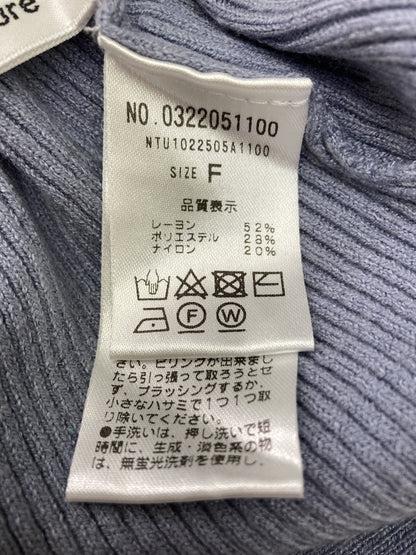 ure
NO.0322051100
NTU1022505A1100
SIZE F
品質表示
レーヨン 52%
ポリエステル 28%
ナイロン 20%
F W
さい。ピリングが出来まし
たら引っ張って取ろうとせ
ず、ブラッシングするか、
小さなハサミで1つ1つ取
り除いてください。
●手洗いは、押し洗いで短
時間に、生成・淡色系の物
は、無蛍光洗剤を使用し、